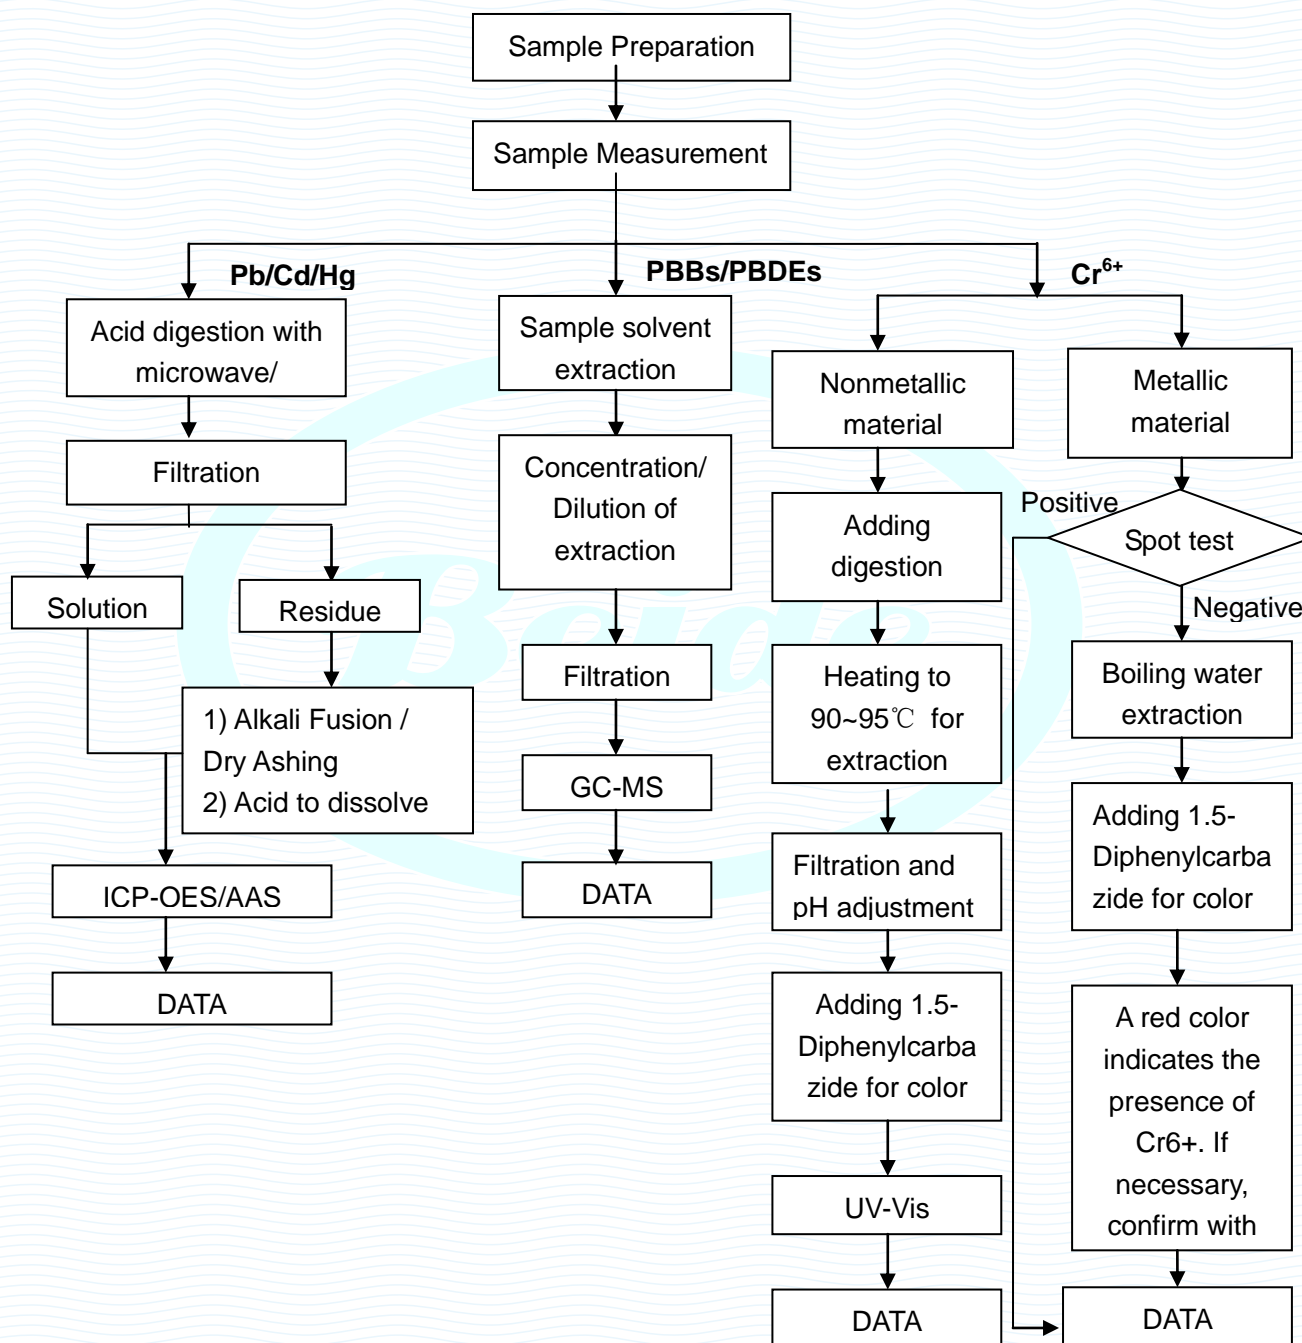 Sample Preparation
Sample Measurement
Pb/Cd/Hg
PBBs/PBDEs
Cr6+
Acid digestion with
microwave/
Filtration
Solution
Residue
1) Alkali Fusion /
Dry Ashing
2) Acid to dissolve
ICP-OES/AAS
DATA
Sample solvent
extraction
Concentration/
Dilution of
extraction
Filtration
GC-MS
DATA
Nonmetallic
material
Adding
digestion
Heating to
90~95℃ for
extraction
Filtration and
pH adjustment
Adding 1.5-
Diphenylcarba
zide for color
UV-Vis
DATA
Metallic
material
Positive
Spot test
Negative
Boiling water
extraction
Adding 1.5-
Diphenylcarba
zide for color
A red color
indicates the
presence of
Cr6+. If
necessary,
confirm with
DATA
Beide